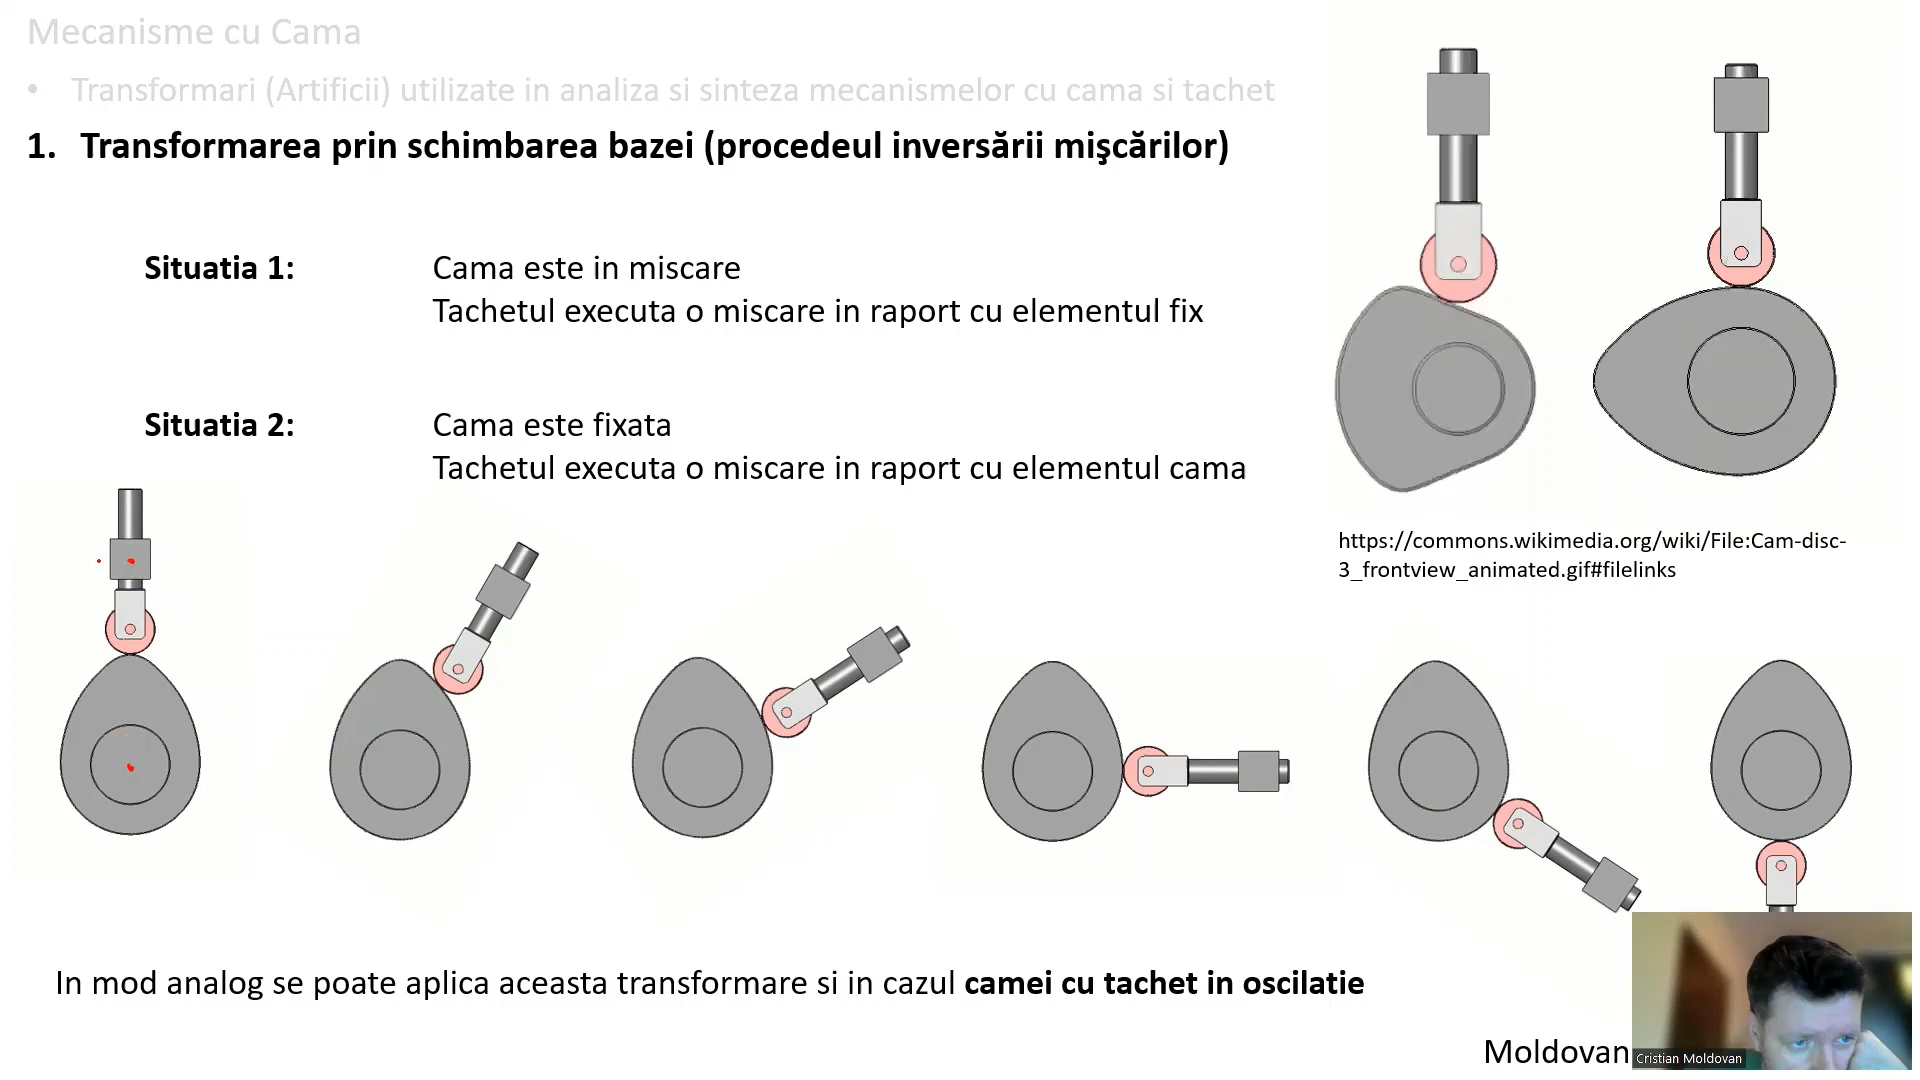 Mecanisme cu Cama
• Transformari (Artificii) utilizate in analiza si sinteza mecanismelor cu cama si tachet
1. Transformarea prin schimbarea bazei (procedeul inversării mişcărilor)
Situatia 1: Cama este in miscare
Tachetul executa o miscare in raport cu elementul fix
Situatia 2: Cama este fixata
Tachetul executa o miscare in raport cu elementul cama
https://commons.wikimedia.org/wiki/File:Cam-disc-
3_frontview_animated.gif#filelinks
In mod analog se poate aplica aceasta transformare si in cazul camei cu tachet in oscilatie
Moldovan
Cristian Moldovan